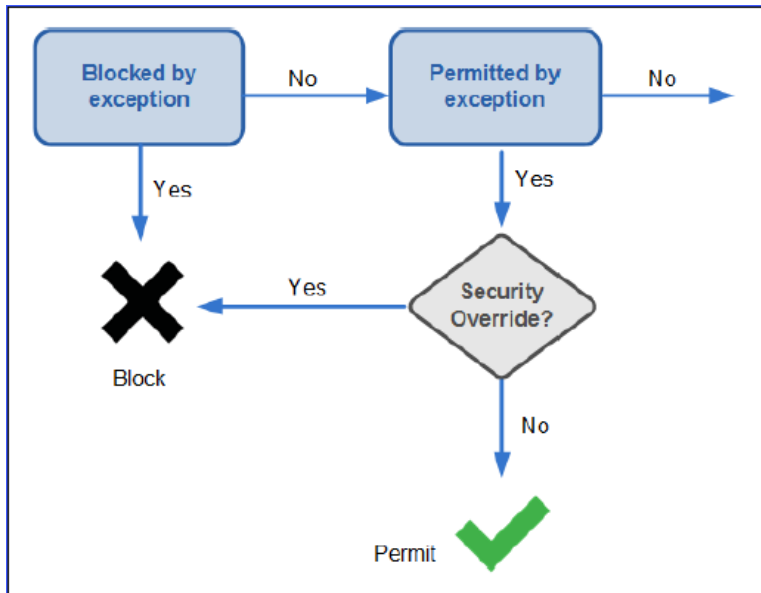 Blocked by
exception
No
Permitted by
exception
No
Yes
Yes
Yes
Security
Override?
Block
No
Permit